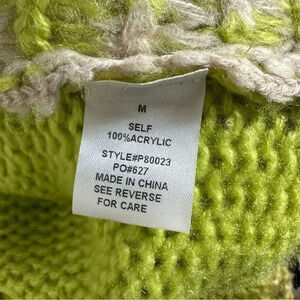 M
SELF
100%ACRYLIC
STYLE#P80023
PO#627
MADE IN CHINA
SEE REVERSE
FOR CARE